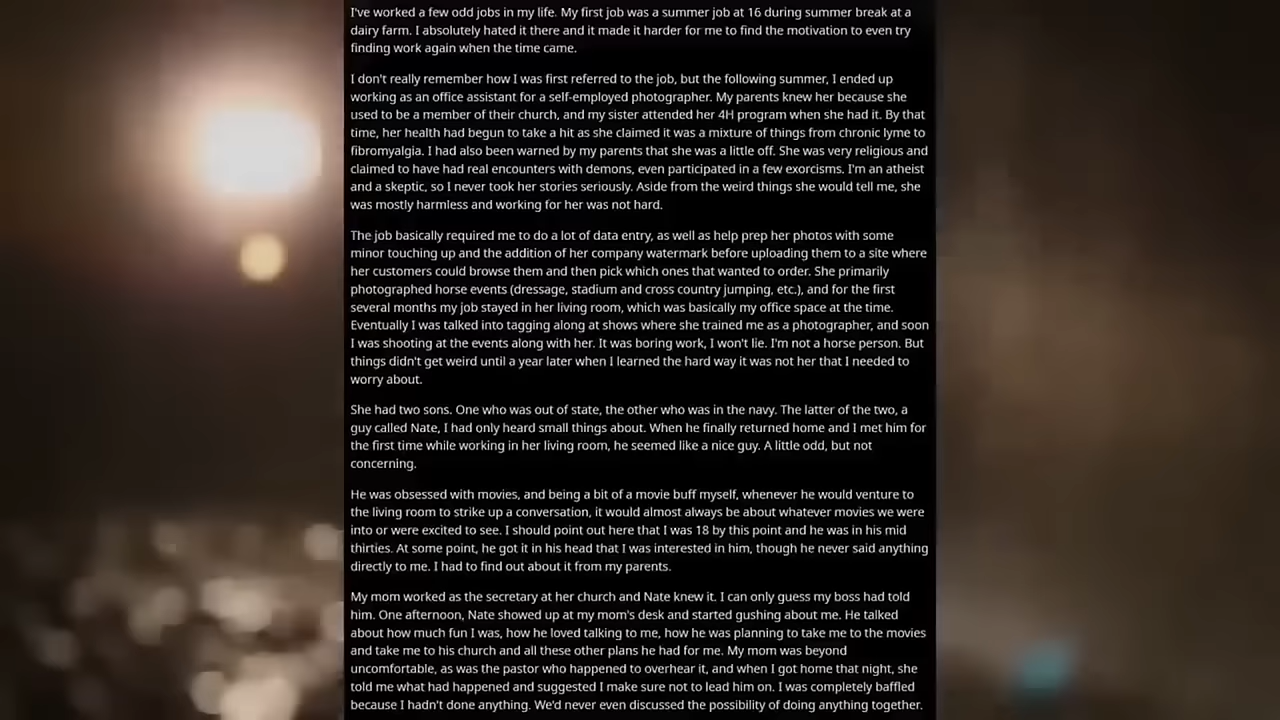 I've worked a few odd jobs in my life. My first job was a summer job at 16 during summer break at a
dairy farm. I absolutely hated it there and it made it harder for me to find the motivation to even try
finding work again when the time came.
I don't really remember how I was first referred to the job, but the following summer, I ended up
working as an office assistant for a self-employed photographer. My parents knew her because she
used to be a member of their church, and my sister attended her 4H program when she had it. By that
time, her health had begun to take a hit as she claimed it was a mixture of things from chronic lyme to
fibromyalgia. I had also been warned by my parents that she was a little off. She was very religious and
claimed to have had real encounters with demons, even participated in a few exorcisms. I'm an atheist
and a skeptic, so I never took her stories seriously. Aside from the weird things she would tell me, she
was mostly harmless and working for her was not hard.
The job basically required me to do a lot of data entry, as well as help prep her photos with some
minor touching up and the addition of her company watermark before uploading them to a site where
her customers could browse them and then pick which ones that wanted to order. She primarily
photographed horse events (dressage, stadium and cross country jumping, etc.), and for the first
several months my job stayed in her living room, which was basically my office space at the time.
Eventually I was talked into tagging along at shows where she trained me as a photographer, and soon
I was shooting at the events along with her. It was boring work, I won't lie. I'm not a horse person. But
things didn't get weird until a year later when I learned the hard way it was not her that I needed to
worry about.
She had two sons. One who was out of state, the other who was in the navy. The latter of the two, a
guy called Nate, I had only heard small things about. When he finally returned home and I met him for
the first time while working in her living room, he seemed like a nice guy. A little odd, but not
concerning.
He was obsessed with movies, and being a bit of a movie buff myself, whenever he would venture to
the living room to strike up a conversation, it would almost always be about whatever movies we were
into or were excited to see. I should point out here that I was 18 by this point and he was in his mid
thirties. At some point, he got it in his head that I was interested in him, though he never said anything
directly to me. I had to find out about it from my parents.
My mom worked as the secretary at her church and Nate knew it. I can only guess my boss had told
him. One afternoon, Nate showed up at my mom's desk and started gushing about me. He talked
about how much fun I was, how he loved talking to me, how he was planning to take me to the movies
and take me to his church and all these other plans he had for me. My mom was beyond
uncomfortable, as was the pastor who happened to overhear it, and when I got home that night, she
told me what had happened and suggested I make sure not to lead him on. I was completely baffled
because I hadn't done anything. We'd never even discussed the possibility of doing anything together.